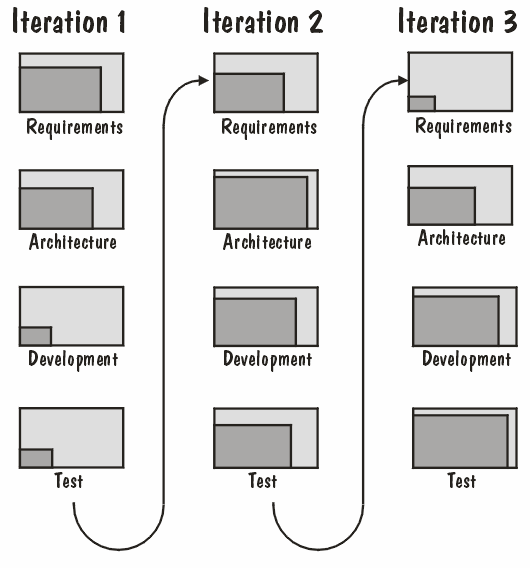 Iteration 1
Iteration 2
Iteration 3
Requirements
Requirements
Requirements
Architecture
Architecture
Architecture
Development
Development
Development
Test
Test
Test